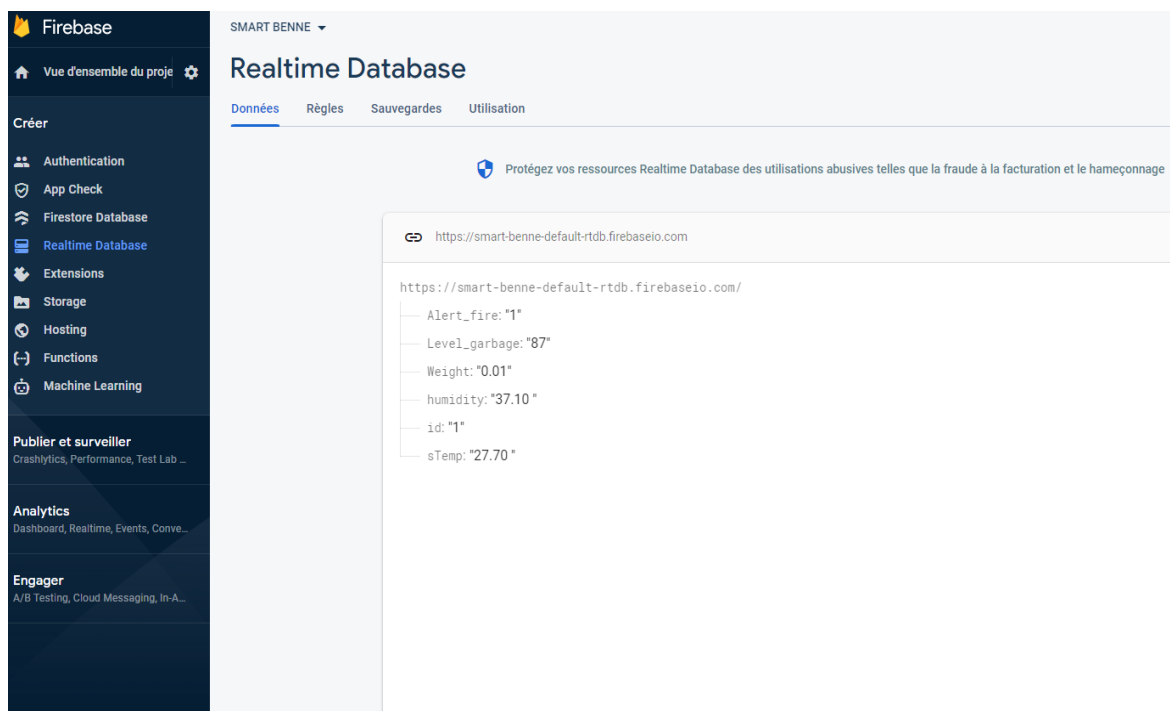 Firebase
Vue d'ensemble du proje
Créer
Authentication
App Check
Firestore Database
Realtime Database
Extensions
Storage
Hosting
Functions
Machine Learning
Publier et surveiller
Crashlytics, Performance, Test Lab ...
Analytics
Dashboard, Realtime, Events, Conve...
Engager
A/B Testing, Cloud Messaging, In-A...
SMART BENNE
Realtime Database
Données Règles Sauvegardes Utilisation
Protégez vos ressources Realtime Database des utilisations abusives telles que la fraude à la facturation et le hameçonnage
https://smart-benne-default-rtdb.firebaseio.com
https://smart-benne-default-rtdb.firebaseio.com/
Alert_fire: "1"
Level_garbage: "87"
Weight: "0.01"
humidity: "37.10 "
id: "1"
sTemp: "27.70 "